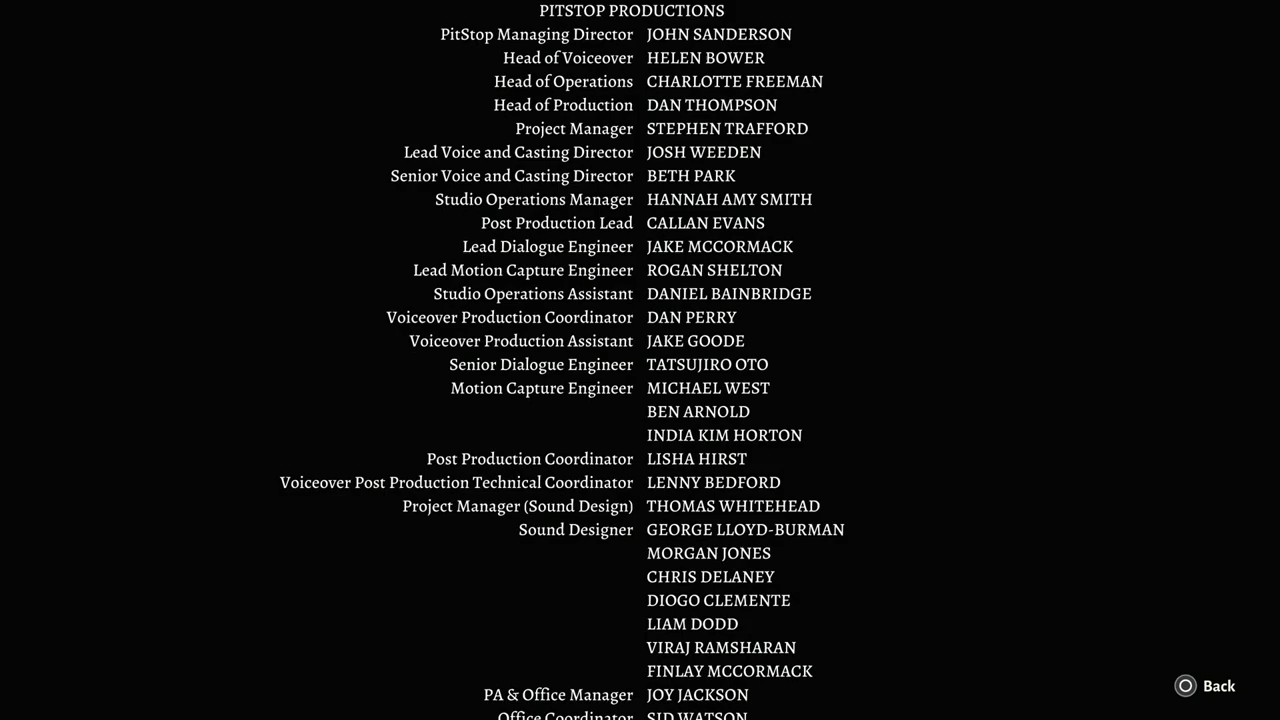 PITSTOP PRODUCTIONS
PitStop Managing Director JOHN SANDERSON
Head of Voiceover HELEN BOWER
Head of Operations CHARLOTTE FREEMAN
Head of Production DAN THOMPSON
Project Manager STEPHEN TRAFFORD
Lead Voice and Casting Director JOSH WEEDEN
Senior Voice and Casting Director BETH PARK
Studio Operations Manager HANNAH AMY SMITH
Post Production Lead CALLAN EVANS
Lead Dialogue Engineer JAKE MCCORMACK
Lead Motion Capture Engineer ROGAN SHELTON
Studio Operations Assistant DANIEL BAINBRIDGE
Voiceover Production Coordinator DAN PERRY
Voiceover Production Assistant JAKE GOODE
Senior Dialogue Engineer TATSUJIRO OTO
Motion Capture Engineer MICHAEL WEST
BEN ARNOLD
INDIA KIM HORTON
Post Production Coordinator LISHA HIRST
Voiceover Post Production Technical Coordinator LENNY BEDFORD
Project Manager (Sound Design) THOMAS WHITEHEAD
Sound Designer GEORGE LLOYD-BURMAN
MORGAN JONES
CHRIS DELANEY
DIOGO CLEMENTE
LIAM DODD
VIRAJ RAMSHARAN
FINLAY MCCORMACK
PA & Office Manager JOY JACKSON
Office Coordinator SID WATSON
Back